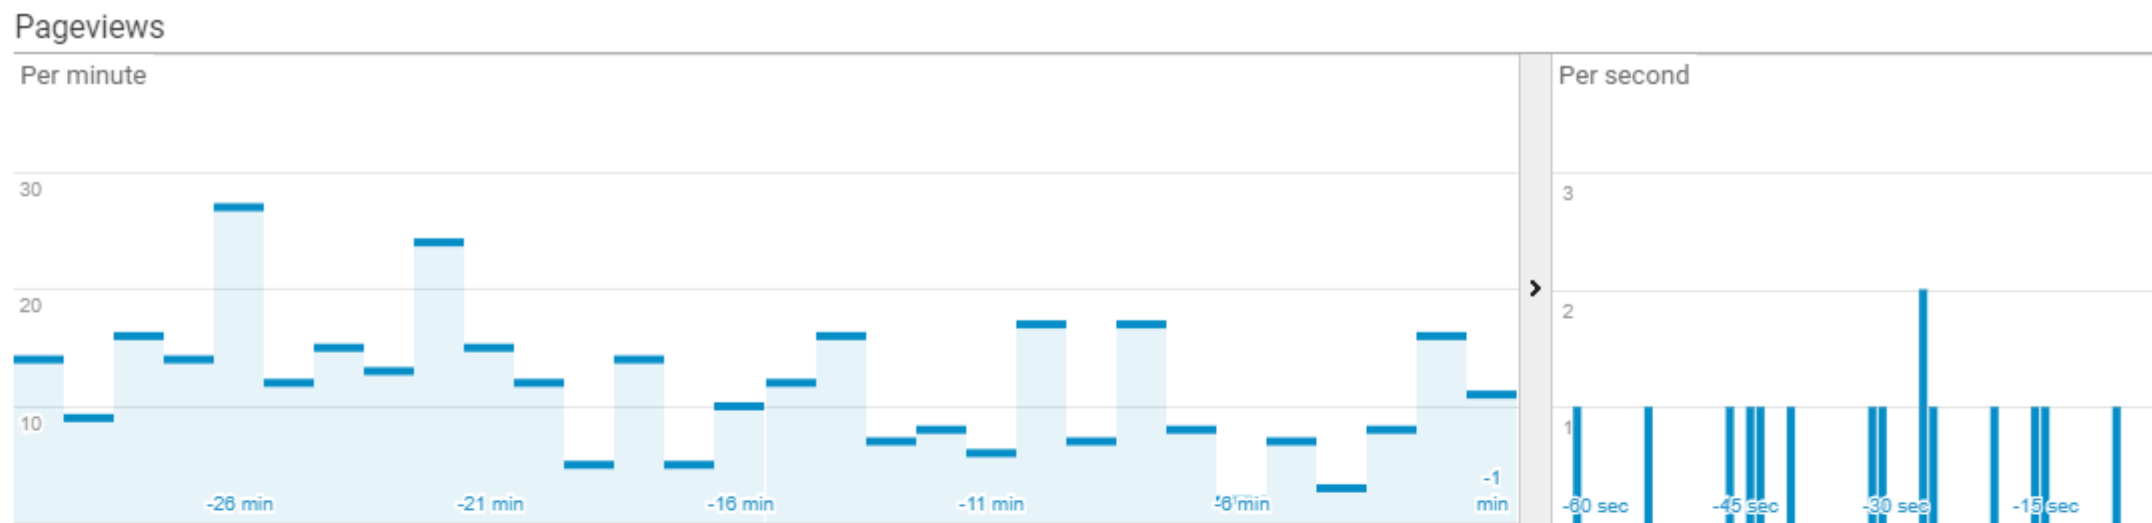 Pageviews
Per minute
Per second
30
20
10
-26 min
-21 min
-16 min
-11 min
-6 min
-1
min
3
2
1
-60 sec
-45 sec
-30 sec
-15 sec